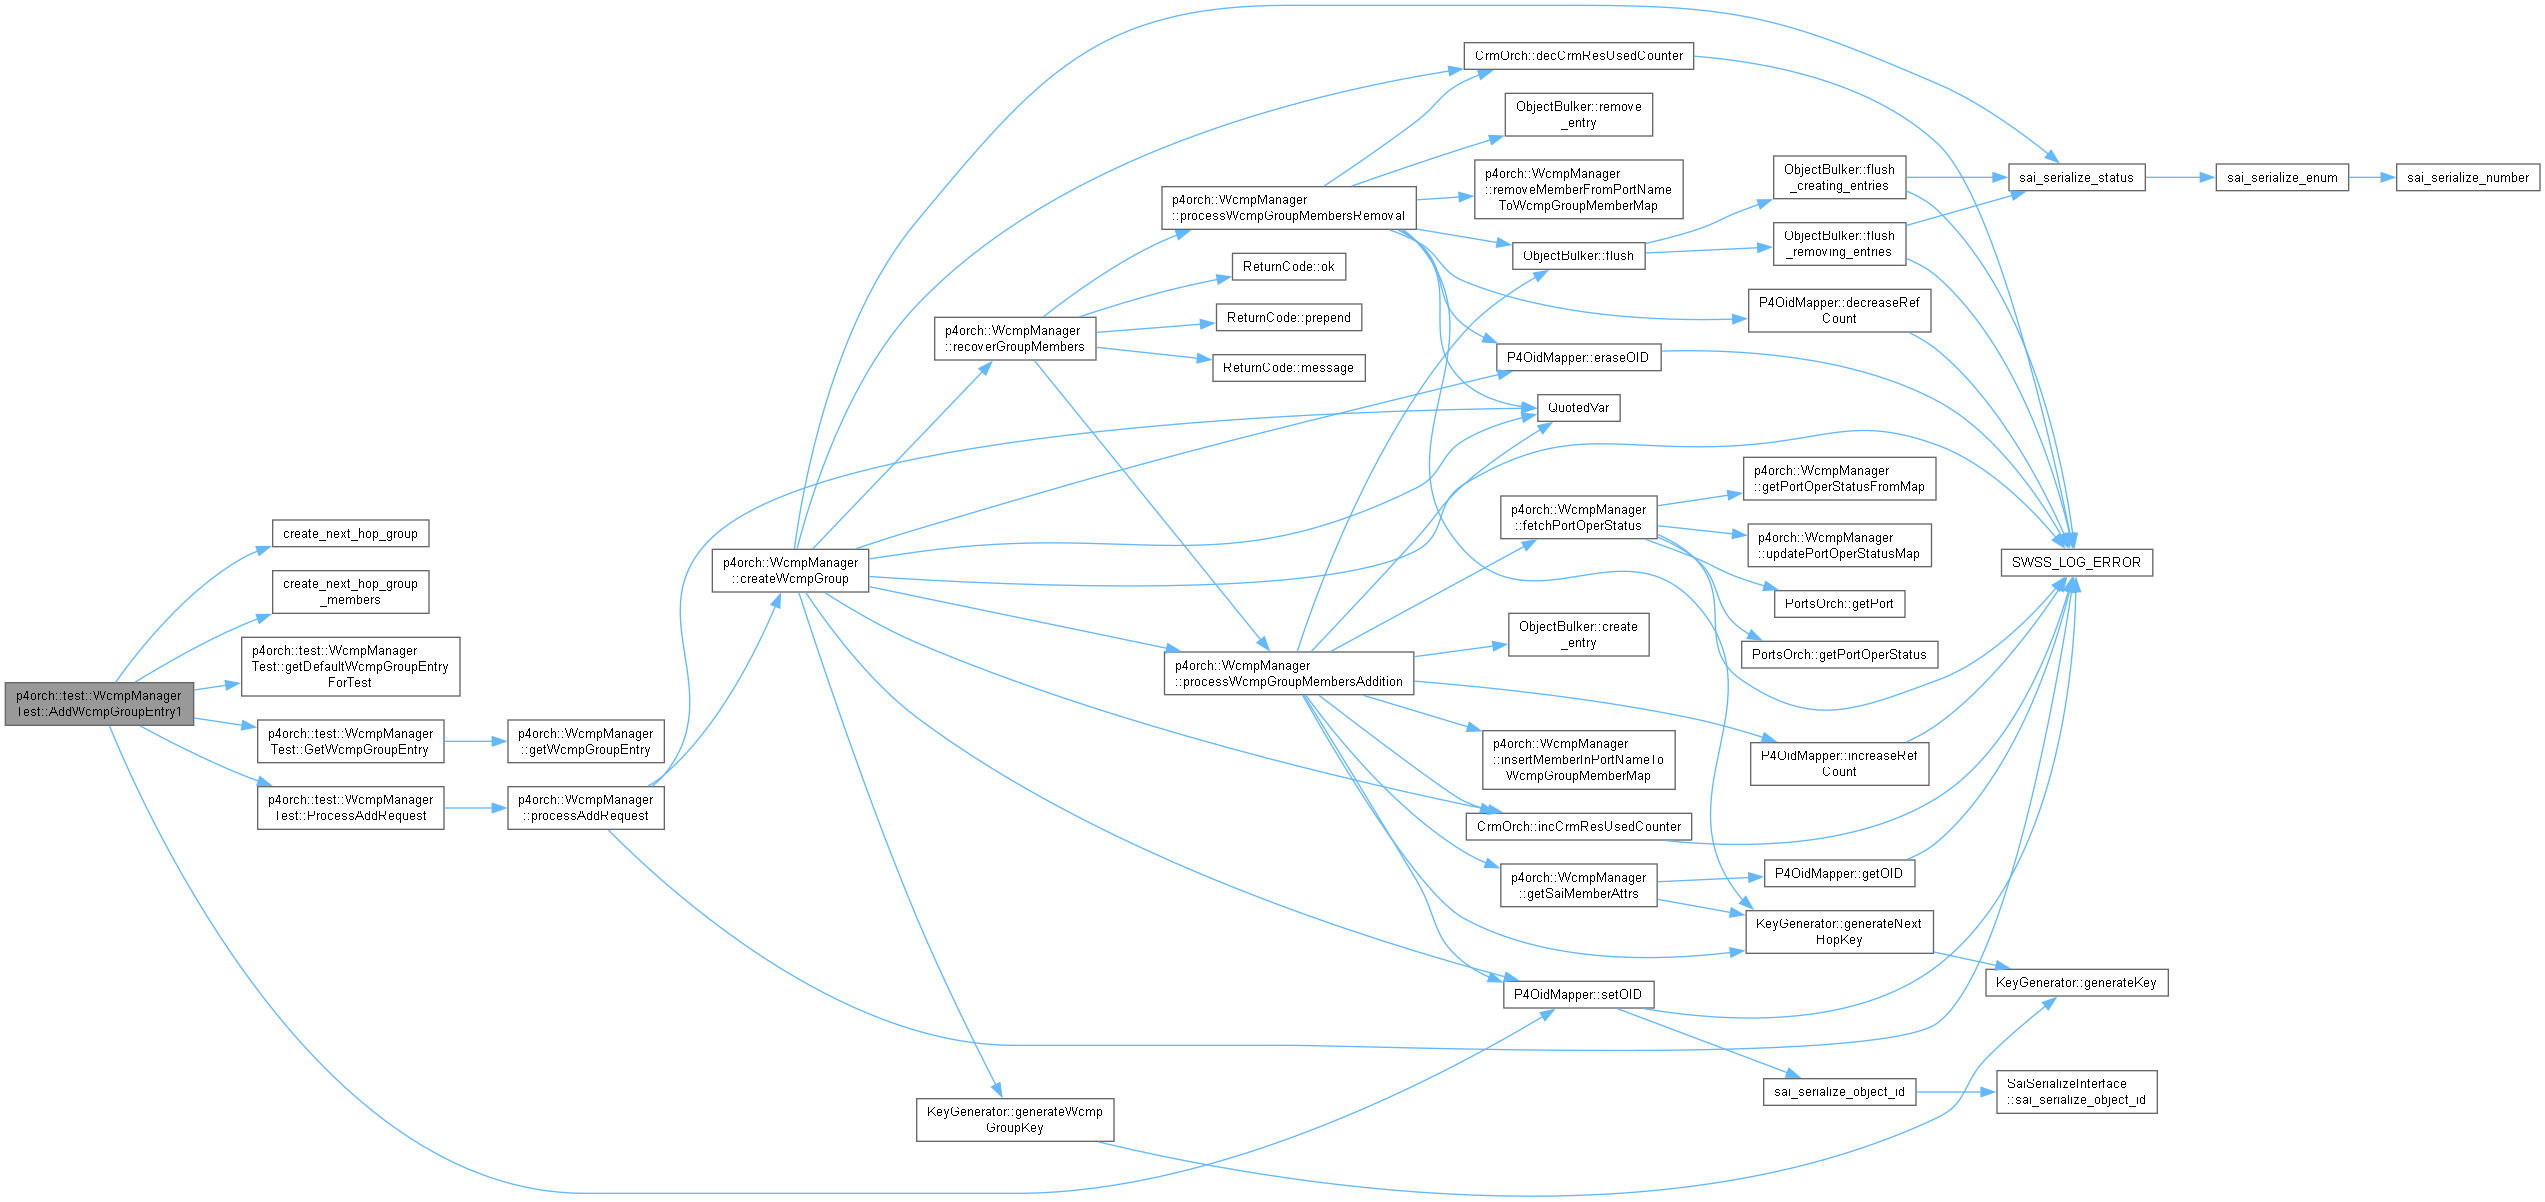 p4orch::test::WcmpManager
Test::AddWcmpGroupEntry1
create_next_hop_group
create_next_hop_group
_members
p4orch::test::WcmpManager
Test::getDefaultWcmpGroupEntry
ForTest
p4orch::test::WcmpManager
Test::GetWcmpGroupEntry
p4orch::test::WcmpManager
Test::ProcessAddRequest
p4orch::WcmpManager
::getWcmpGroupEntry
p4orch::WcmpManager
::processAddRequest
p4orch::WcmpManager
::createWcmpGroup
p4orch::WcmpManager
::recoverGroupMembers
KeyGenerator::generateWcmp
GroupKey
p4orch::WcmpManager
::processWcmpGroupMembersRemoval
ReturnCode::ok
ReturnCode::prepend
ReturnCode::message
p4orch::WcmpManager
::processWcmpGroupMembersAddition
CrmOrch::decCrmResUsedCounter
ObjectBulker::remove
_entry
p4orch::WcmpManager
::removeMemberFromPortName
ToWcmpGroupMemberMap
ObjectBulker::flush
P4OidMapper::eraseOID
QuotedVar
p4orch::WcmpManager
::fetchPortOperStatus
ObjectBulker::create
_entry
p4orch::WcmpManager
::insertMemberInPortNameTo
WcmpGroupMemberMap
CrmOrch::incCrmResUsedCounter
p4orch::WcmpManager
::getSaiMemberAttrs
P4OidMapper::setOID
ObjectBulker::flush
_creating_entries
ObjectBulker::flush
_removing_entries
P4OidMapper::decreaseRef
Count
p4orch::WcmpManager
::getPortOperStatusFromMap
p4orch::WcmpManager
::updatePortOperStatusMap
PortsOrch::getPort
PortsOrch::getPortOperStatus
P4OidMapper::increaseRef
Count
P4OidMapper::getOID
KeyGenerator::generateNext
HopKey
sai_serialize_object_id
sai_serialize_status
SWSS_LOG_ERROR
KeyGenerator::generateKey
SaiSerializeInterface
::sai_serialize_object_id
sai_serialize_enum
sai_serialize_number